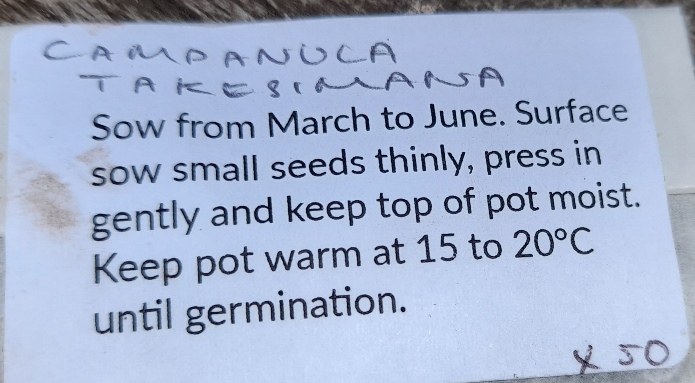 CAMPANULA
TAKESIMANA
Sow from March to June. Surface
sow small seeds thinly, press in
gently and keep top of pot moist.
Keep pot warm at 15 to 20°C
until germination.
x 50